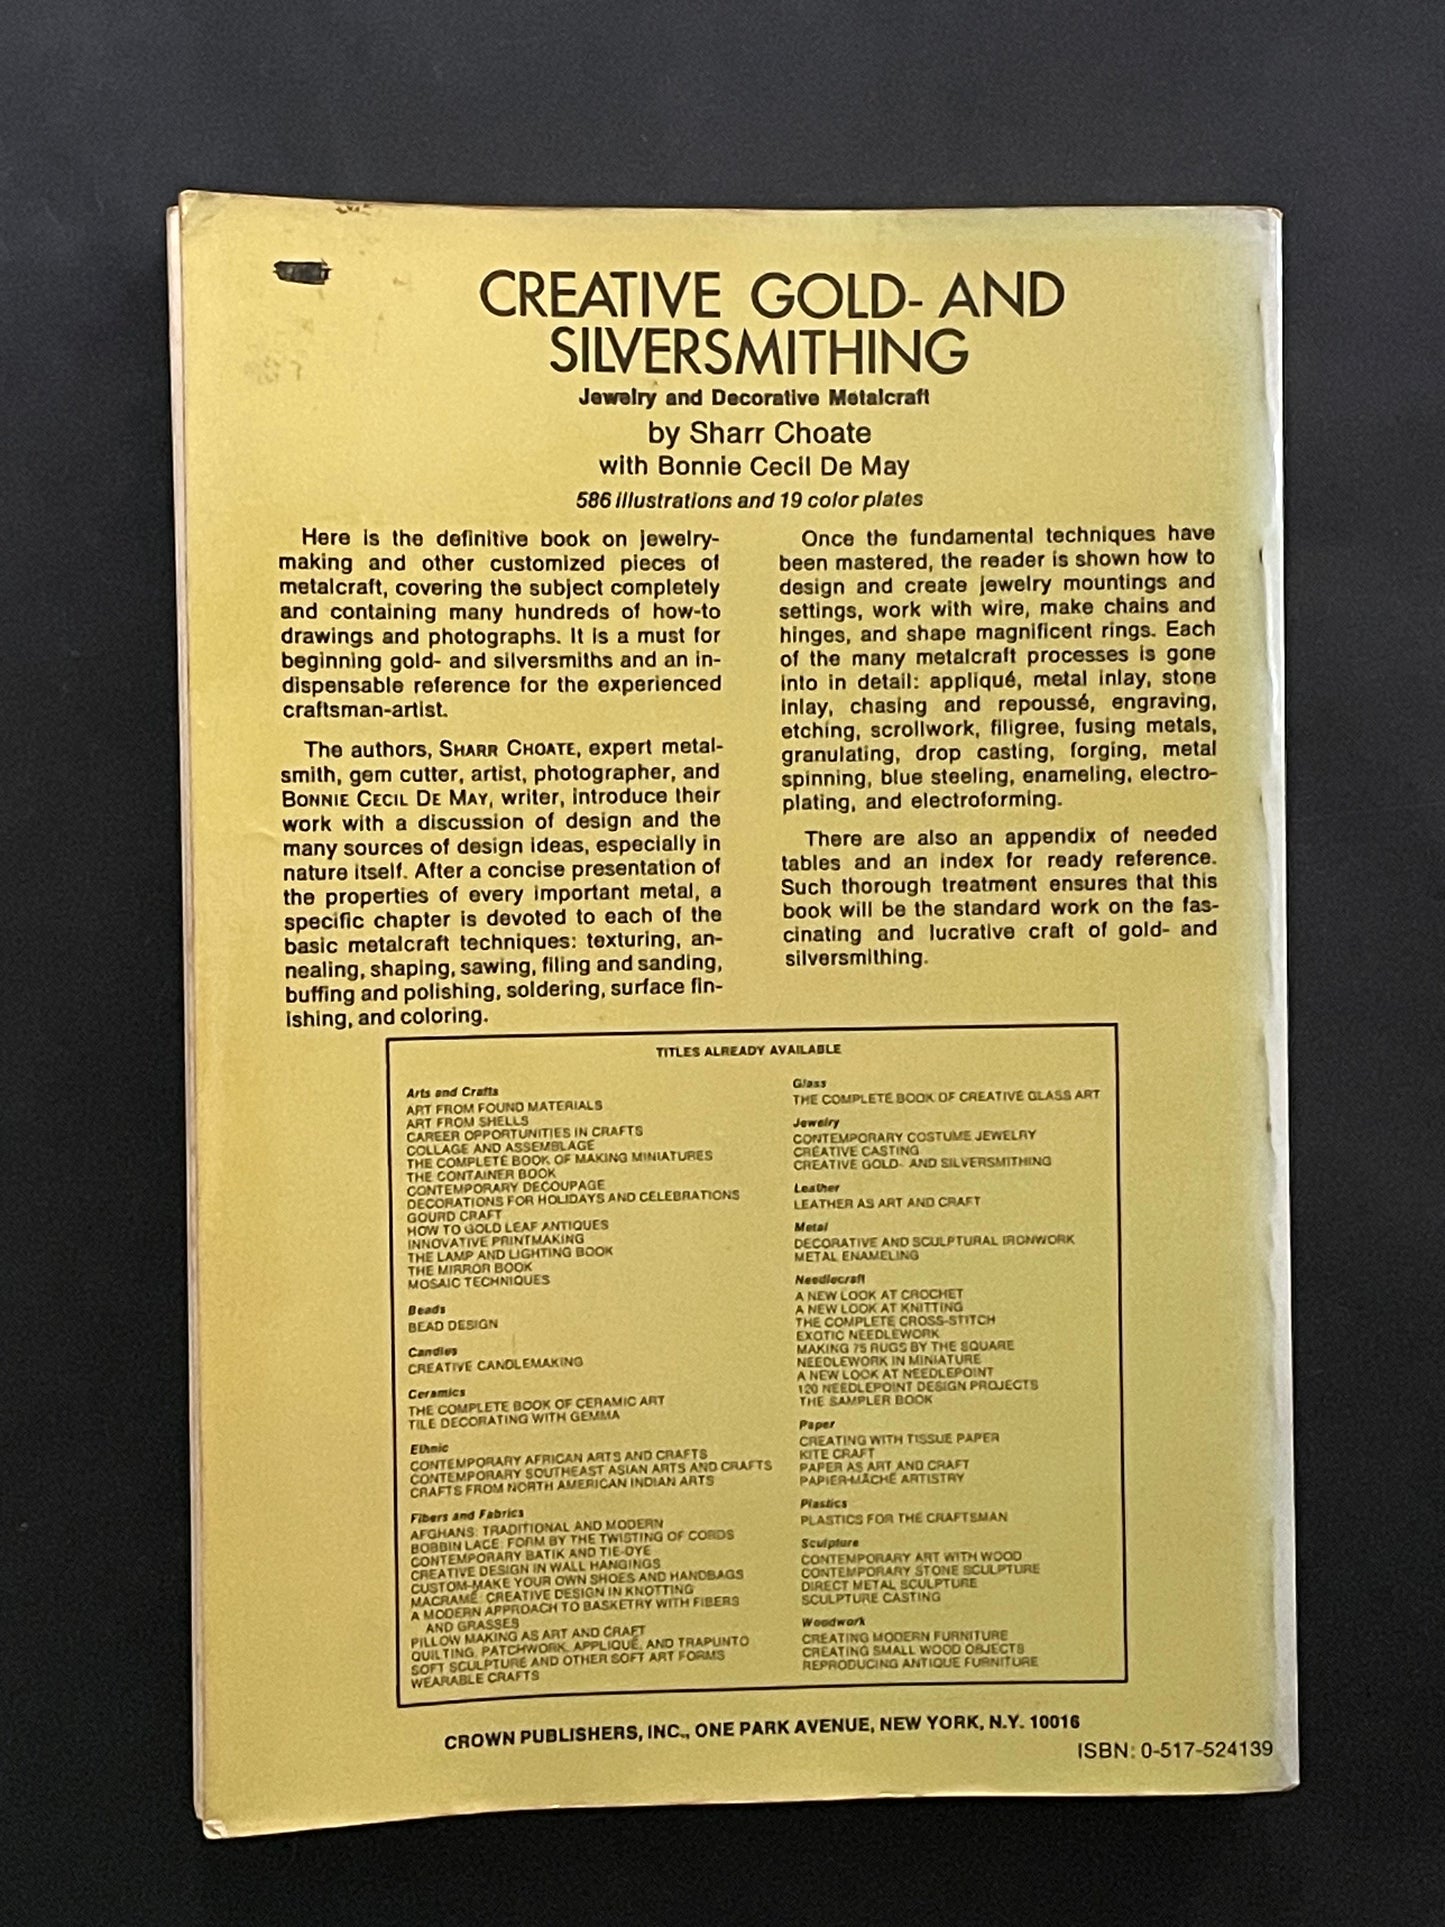 CREATIVE GOLD- AND
SILVERSMITHING
Jewelry and Decorative Metalcraft
by Sharr Choate
with Bonnie Cecil De May
586 illustrations and 19 color plates
Here is the definitive book on jewelry-
making and other customized pieces of
metalcraft, covering the subject completely
and containing many hundreds of how-to
drawings and photographs. It is a must for
beginning gold- and silversmiths and an in-
dispensable reference for the experienced
craftsman-artist.
The authors, SHARR CHOATE, expert metal-
smith, gem cutter, artist, photographer, and
BONNIE CECIL DE MAY, writer, introduce their
work with a discussion of design and the
many sources of design ideas, especially in
nature itself. After a concise presentation of
the properties of every important metal, a
specific chapter is devoted to each of the
basic metalcraft techniques: texturing, an-
nealing, shaping, sawing, filing and sanding,
buffing and polishing, soldering, surface fin-
ishing, and coloring.
Once the fundamental techniques have
been mastered, the reader is shown how to
design and create jewelry mountings and
settings, work with wire, make chains and
hinges, and shape magnificent rings. Each
of the many metalcraft processes is gone
into in detail: appliqué, metal inlay, stone
inlay, chasing and repoussé, engraving,
etching, scrollwork, filigree, fusing metals,
granulating, drop casting, forging, metal
spinning, blue steeling, enameling, electro-
plating, and electroforming.
There are also an appendix of needed
tables and an index for ready reference.
Such thorough treatment ensures that this
book will be the standard work on the fas-
cinating and lucrative craft of gold- and
silversmithing.
TITLES ALREADY AVAILABLE
Arts and Crafts
ART FROM FOUND MATERIALS
ART FROM SHELLS
CAREER OPPORTUNITIES IN CRAFTS
COLLAGE AND ASSEMBLAGE
THE COMPLETE BOOK OF MAKING MINIATURES
THE CONTAINER BOOK
CONTEMPORARY DECOUPAGE
DECORATIONS FOR HOLIDAYS AND CELEBRATIONS
GOURD CRAFT
HOW TO GOLD LEAF ANTIQUES
INNOVATIVE PRINTMAKING
THE LAMP AND LIGHTING BOOK
THE MIRROR BOOK
MOSAIC TECHNIQUES
Beads
BEAD DESIGN
Candles
CREATIVE CANDLEMAKING
Ceramics
THE COMPLETE BOOK OF CERAMIC ART
TILE DECORATING WITH GEMMA
Ethnic
CONTEMPORARY AFRICAN ARTS AND CRAFTS
CONTEMPORARY SOUTHEAST ASIAN ARTS AND CRAFTS
CRAFTS FROM NORTH AMERICAN INDIAN ARTS
Fibers and Fabrics
AFGHANS: TRADITIONAL AND MODERN
BOBBIN LACE: FORM BY THE TWISTING OF CORDS
CONTEMPORARY BATIK AND TIE-DYE
CREATIVE DESIGN IN WALL HANGINGS
CUSTOM-MAKE YOUR OWN SHOES AND HANDBAGS
MACRAMÉ: CREATIVE DESIGN IN KNOTTING
A MODERN APPROACH TO BASKETRY WITH FIBERS
AND GRASSES
PILLOW MAKING AS ART AND CRAFT
QUILTING, PATCHWORK, APPLIQUÉ, AND TRAPUNTO
SOFT SCULPTURE AND OTHER SOFT ART FORMS
WEARABLE CRAFTS
Glass
THE COMPLETE BOOK OF CREATIVE GLASS ART
Jewelry
CONTEMPORARY COSTUME JEWELRY
CREATIVE CASTING
CREATIVE GOLD- AND SILVERSMITHING
Leather
LEATHER AS ART AND CRAFT
Metal
DECORATIVE AND SCULPTURAL IRONWORK
METAL ENAMELING
Needlecraft
A NEW LOOK AT CROCHET
A NEW LOOK AT KNITTING
THE COMPLETE CROSS-STITCH
EXOTIC NEEDLEWORK
MAKING 75 RUGS BY THE SQUARE
NEEDLEWORK IN MINIATURE
A NEW LOOK AT NEEDLEPOINT
120 NEEDLEPOINT DESIGN PROJECTS
THE SAMPLER BOOK
Paper
CREATING WITH TISSUE PAPER
KITE CRAFT
PAPER AS ART AND CRAFT
PAPIER-MÂCHÉ ARTISTRY
Plastics
PLASTICS FOR THE CRAFTSMAN
Sculpture
CONTEMPORARY ART WITH WOOD
CONTEMPORARY STONE SCULPTURE
DIRECT METAL SCULPTURE
SCULPTURE CASTING
Woodwork
CREATING MODERN FURNITURE
CREATING SMALL WOOD OBJECTS
REPRODUCING ANTIQUE FURNITURE
CROWN PUBLISHERS, INC., ONE PARK AVENUE, NEW YORK, N.Y. 10016
ISBN: 0-517-524139